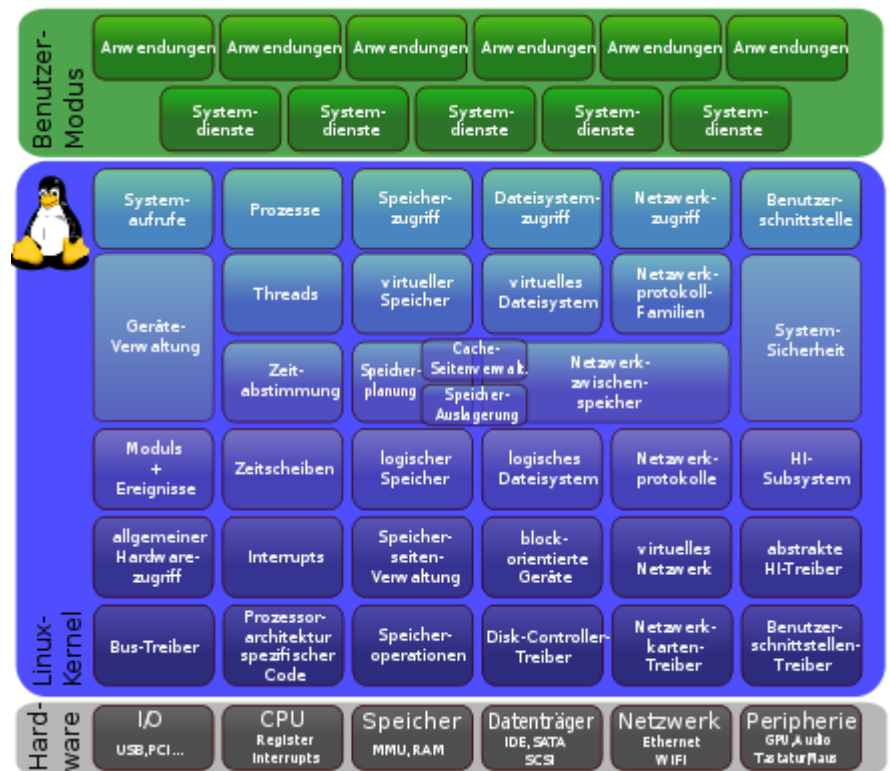 Benutzer-
Modus
Anwendungen
Anwendungen
Anwendungen
Anwendungen
Anwendungen
Anwendungen
System-
dienste
System-
dienste
System-
dienste
System-
dienste
System-
dienste
Linux-
Kernel
System-
aufrufe
Prozesse
Speicher-
zugriff
Dateisystem-
zugriff
Netzwerk-
zugriff
Benutzer-
schnittstelle
Geräte-
Verwaltung
Threads
virtueller
Speicher
virtuelles
Dateisystem
Netzwerk-
protokoll-
Familien
System-
Sicherheit
Zeit-
abstimmung
Speicher-
planung
Cache-
Seitenverwalt.
Speicher-
Auslagerung
Netzwerk-
zwischen-
speicher
Moduls
+
Ereignisse
Zeitscheiben
logischer
Speicher
logisches
Dateisystem
Netzwerk-
protokolle
HI-
Subsystem
allgemeiner
Hardware-
zugriff
Interrupts
Speicher-
seiten-
Verwaltung
block-
orientierte
Geräte
virtuelles
Netzwerk
abstrakte
HI-Treiber
Bus-Treiber
Prozessor-
architektur
spezifischer
Code
Speicher-
operationen
Disk-Controller-
Treiber
Netzwerk-
karten-
Treiber
Benutzer-
schnittstellen-
Treiber
Hard-
ware
I/O
USB,PCI...
CPU
Register
Interrupts
Speicher
MMU, RAM
Datenträger
IDE, SATA
SCSI
Netzwerk
Ethernet
WIFI
Peripherie
GPU,Audio
Tastatur,Maus